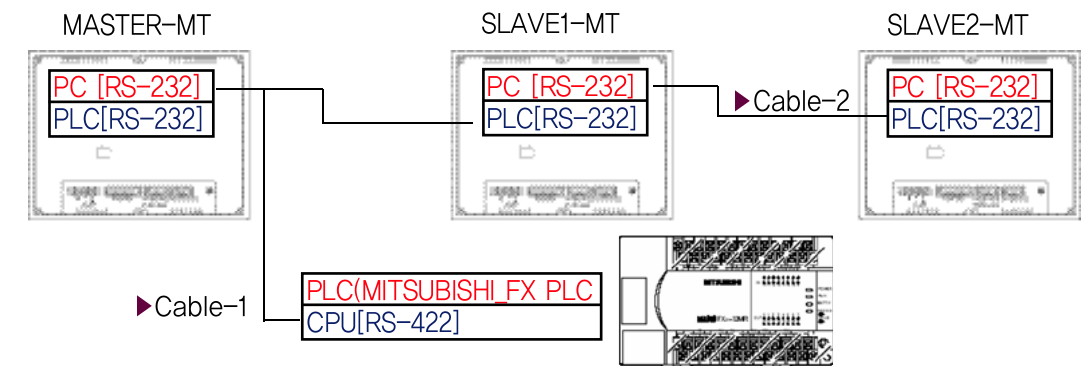 MASTER-MT
SLAVE1-MT
SLAVE2-MT
PC [RS-232]
PLC[RS-232]
PC [RS-232]
PLC[RS-232]
PC [RS-232]
PLC[RS-232]
▶Cable-2
▶Cable-1
PLC(MITSUBISHI_FX PLC
CPU[RS-422]
MITSUBISHI